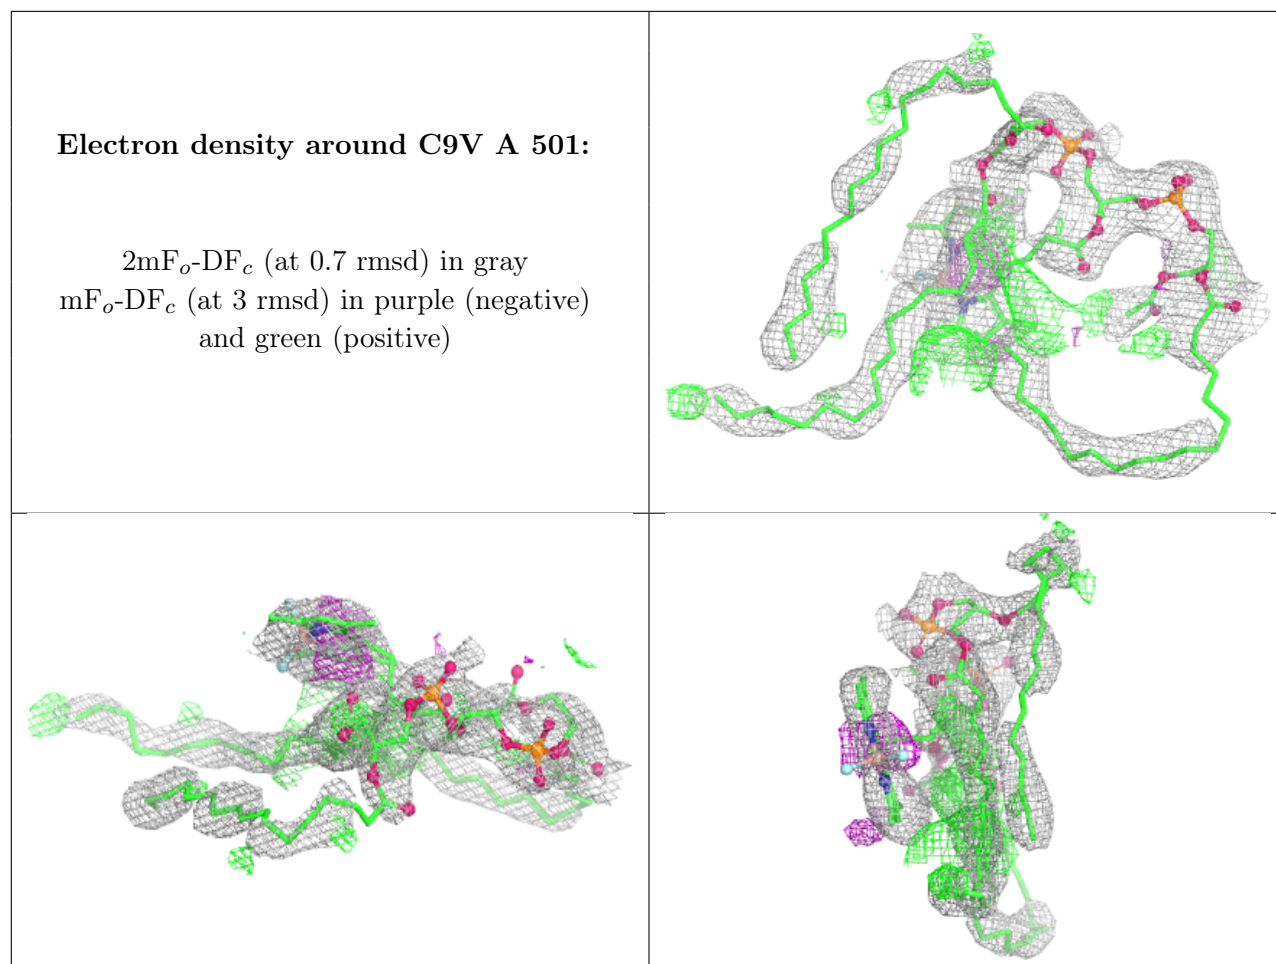 Electron density around C9V A 501:
2mFo-DFc (at 0.7 rmsd) in gray
mFo-DFc (at 3 rmsd) in purple (negative)
and green (positive)